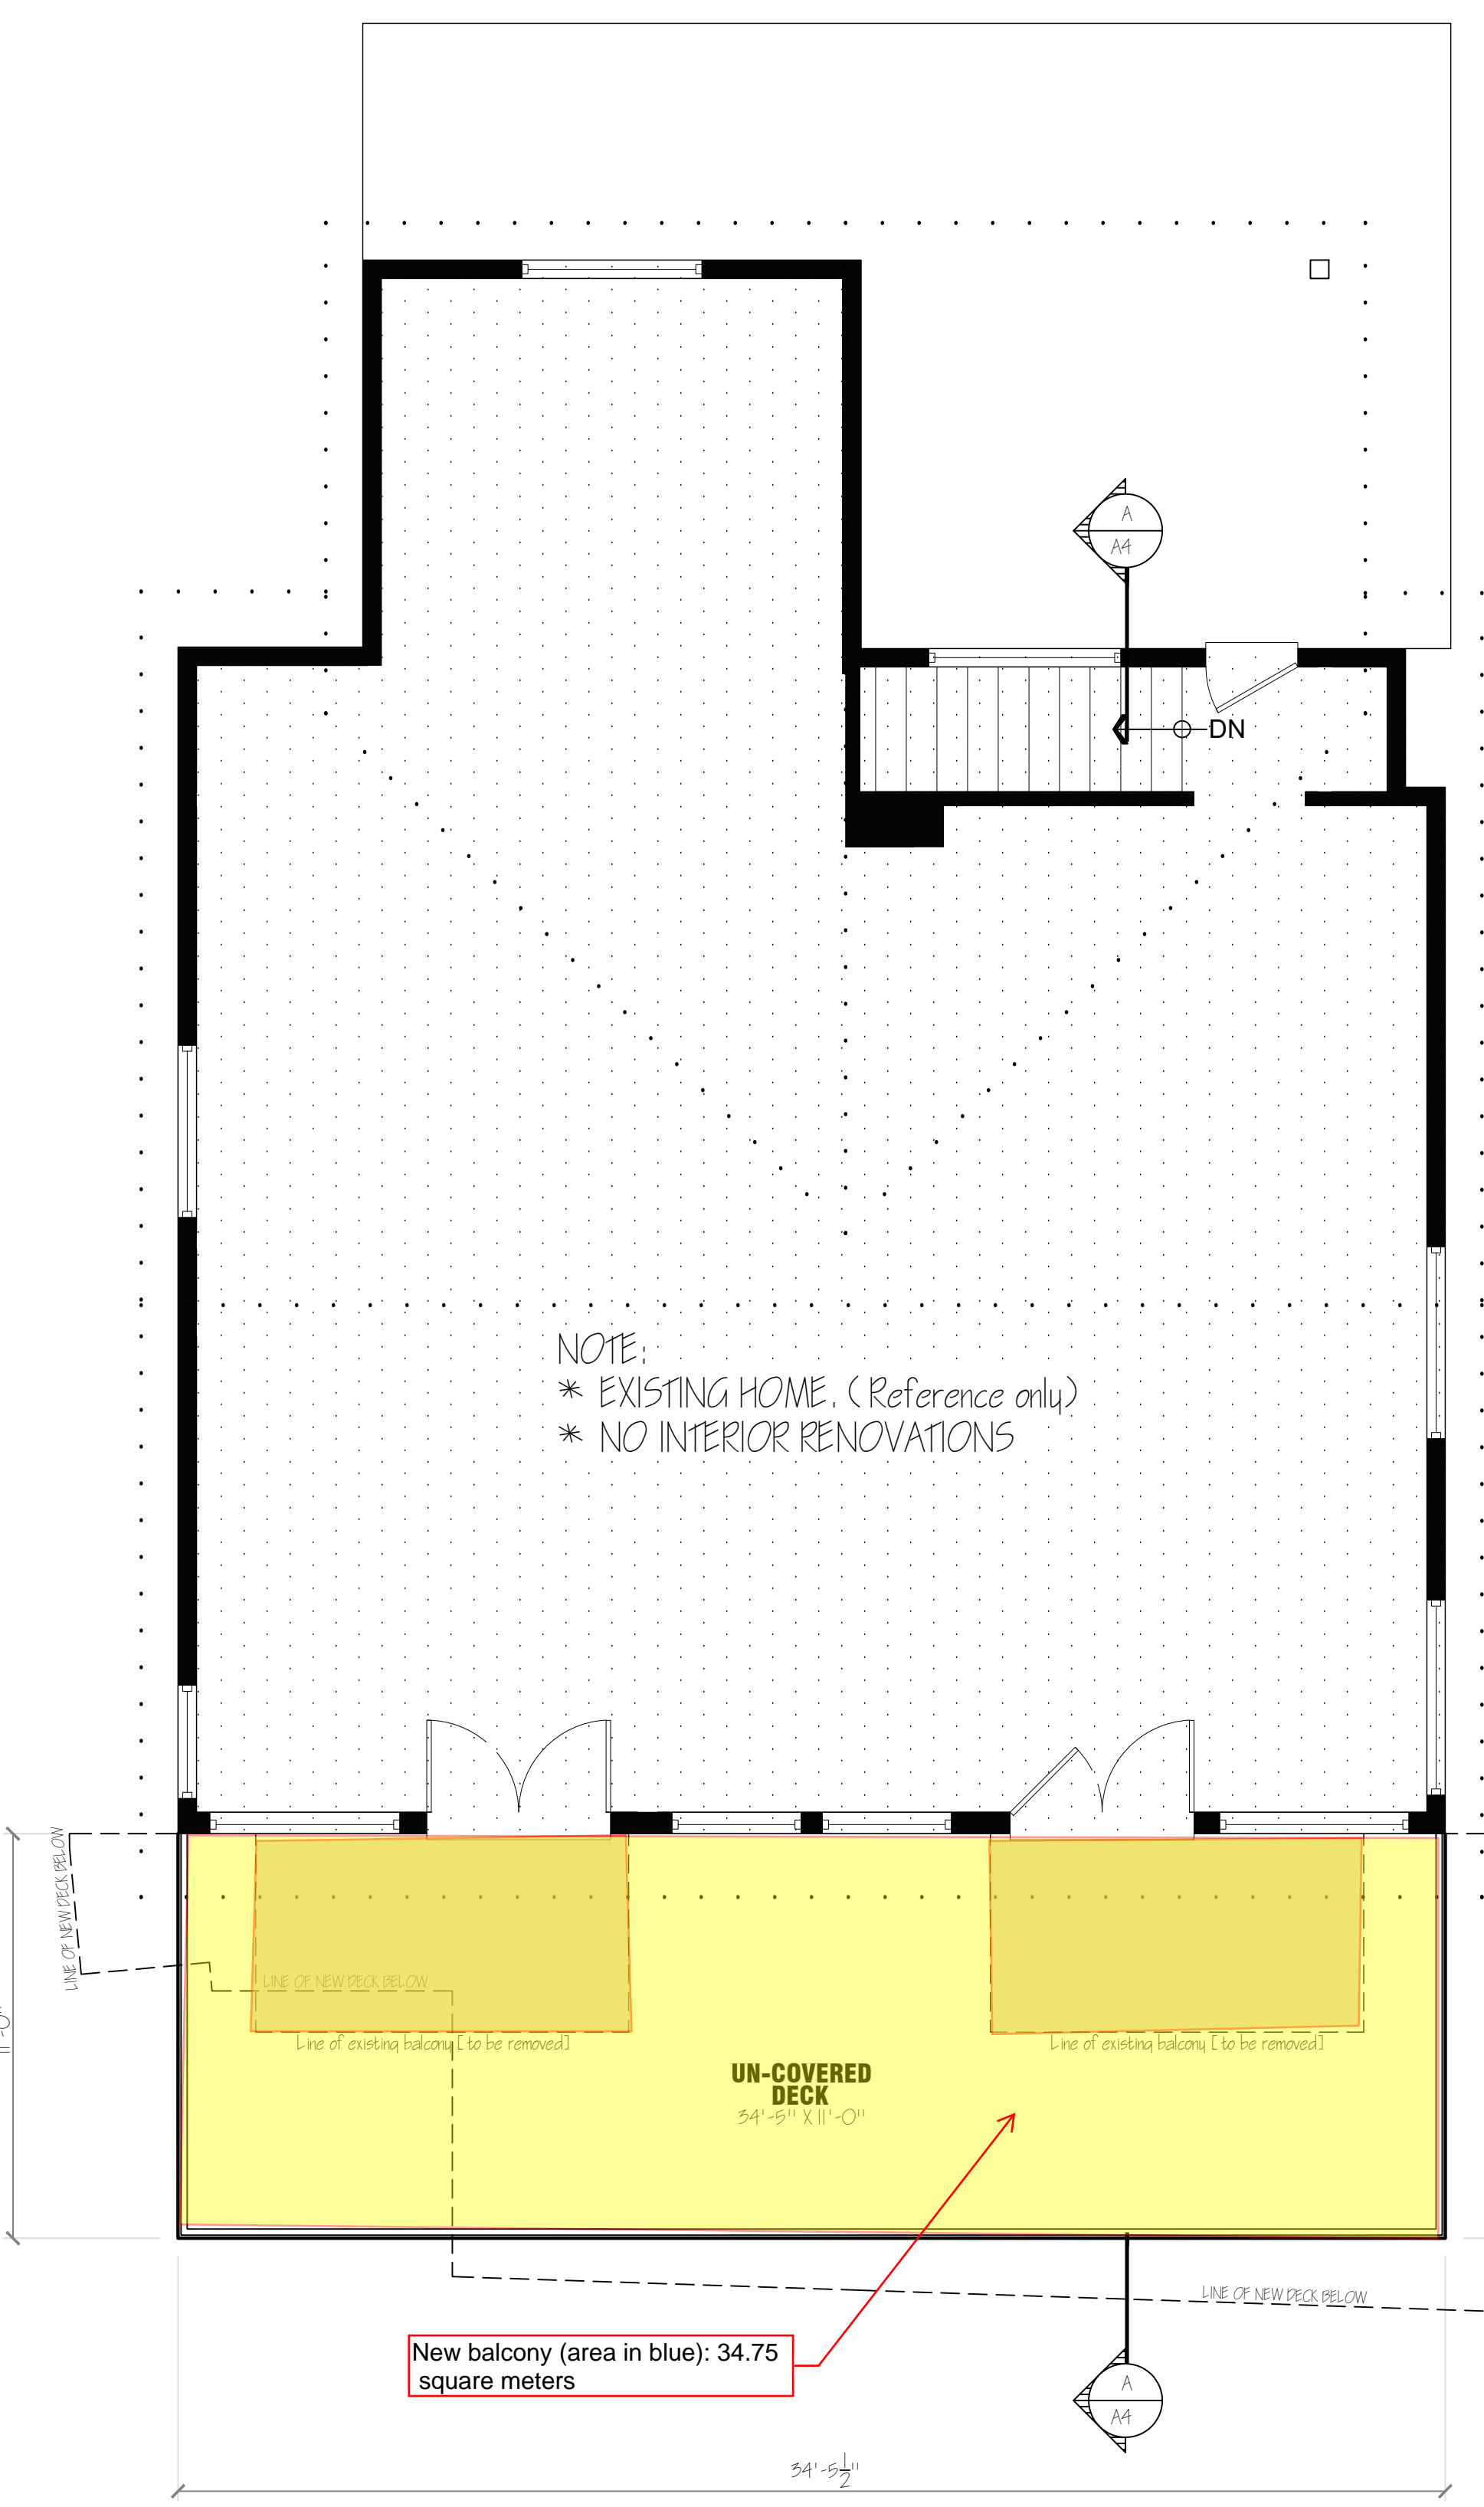 A
A4
DN
NOTE:
* EXISTING HOME. (Reference only)
* NO INTERIOR RENOVATIONS
LINE OF NEW DECK BELOW
LINE OF NEW DECK BELOW
Line of existing balcony [to be removed]
Line of existing balcony [to be removed]
UN-COVERED
DECK
34'-5" X 11'-0"
LINE OF NEW DECK BELOW
New balcony (area in blue): 34.75
square meters
A
A4
34'-5 1/2"